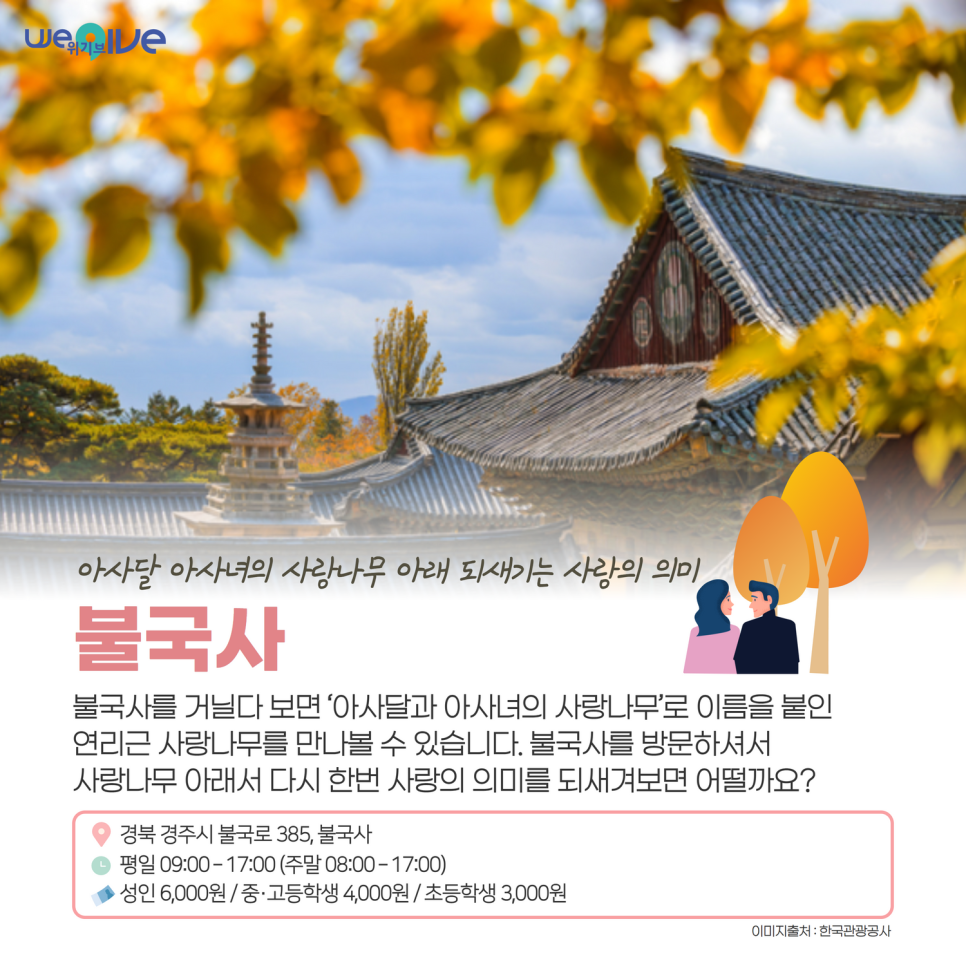 weGive
위기브
아사달 아사녀의 사랑나무 아래 되새기는 사랑의 의미
불국사
불국사를 거닐다 보면 ‘아사달과 아사녀의 사랑나무’로 이름을 붙인
연리근 사랑나무를 만나볼 수 있습니다. 불국사를 방문하셔서
사랑나무 아래서 다시 한번 사랑의 의미를 되새겨보면 어떨까요?
경북 경주시 불국로 385, 불국사
평일 09:00 – 17:00 (주말 08:00 – 17:00)
성인 6,000원 / 중·고등학생 4,000원 / 초등학생 3,000원
이미지출처 : 한국관광공사